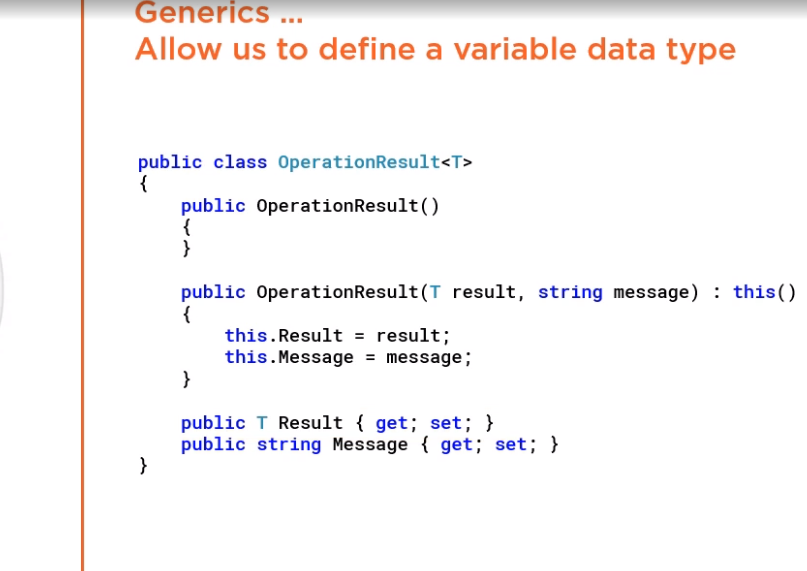 Generics ...
Allow us to define a variable data type
public class OperationResult<T>
{
    public OperationResult()
    {
    }
    public OperationResult(T result, string message) : this()
    {
        this.Result = result;
        this.Message = message;
    }
    public T Result { get; set; }
    public string Message { get; set; }
}